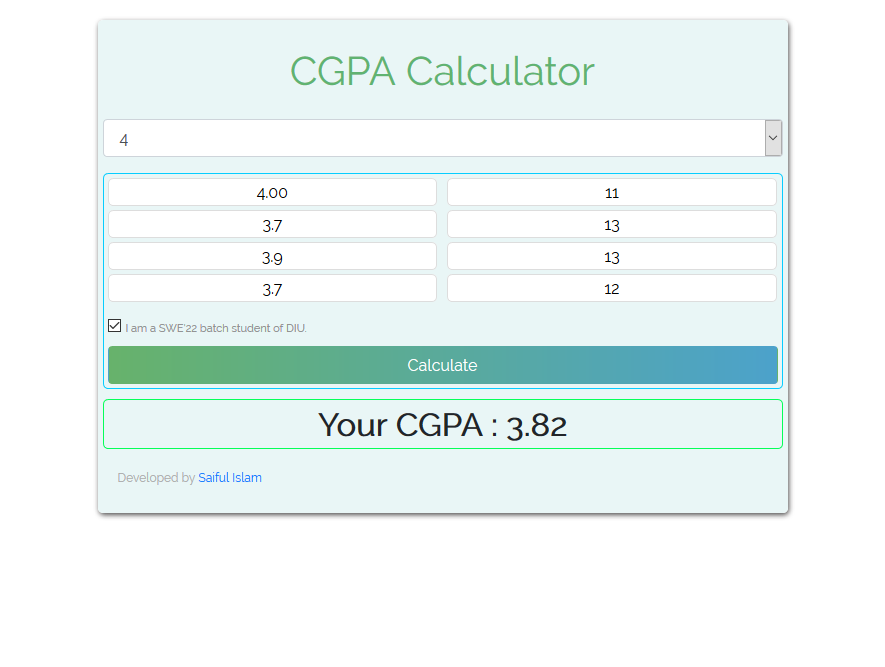 CGPA Calculator
4
4.00 11
3.7 13
3.9 13
3.7 12
I am a SWE'22 batch student of DIU.
Calculate
Your CGPA : 3.82
Developed by Saiful Islam